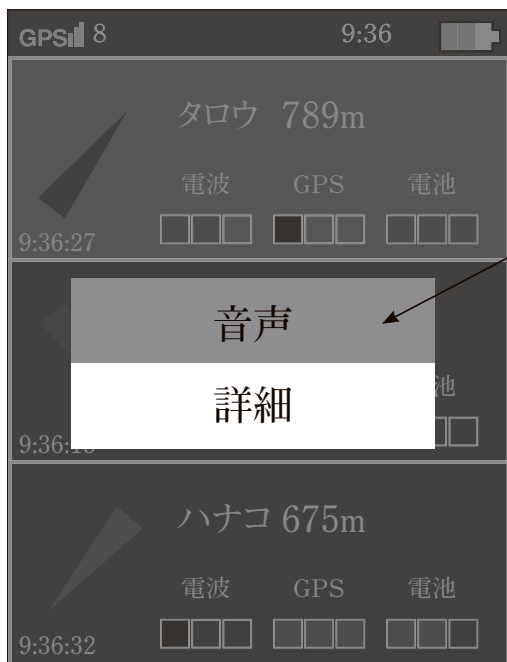 GPS 8 9:36
タロウ 789m
電波 GPS 電池
9:36:27
音声
詳細
池
9:36:
ハナコ 675m
電波 GPS 電池
9:36:32